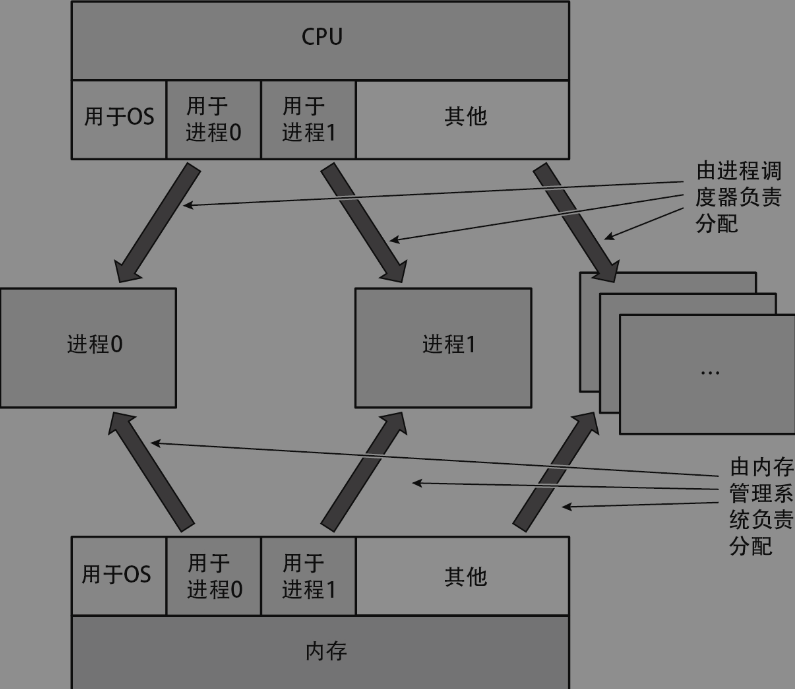 CPU
用于OS
用于
进程0
用于
进程1
其他
由进程调
度器负责
分配
进程0
进程1
...
由内存
管理系
统负责
分配
用于OS
用于
进程0
用于
进程1
其他
内存